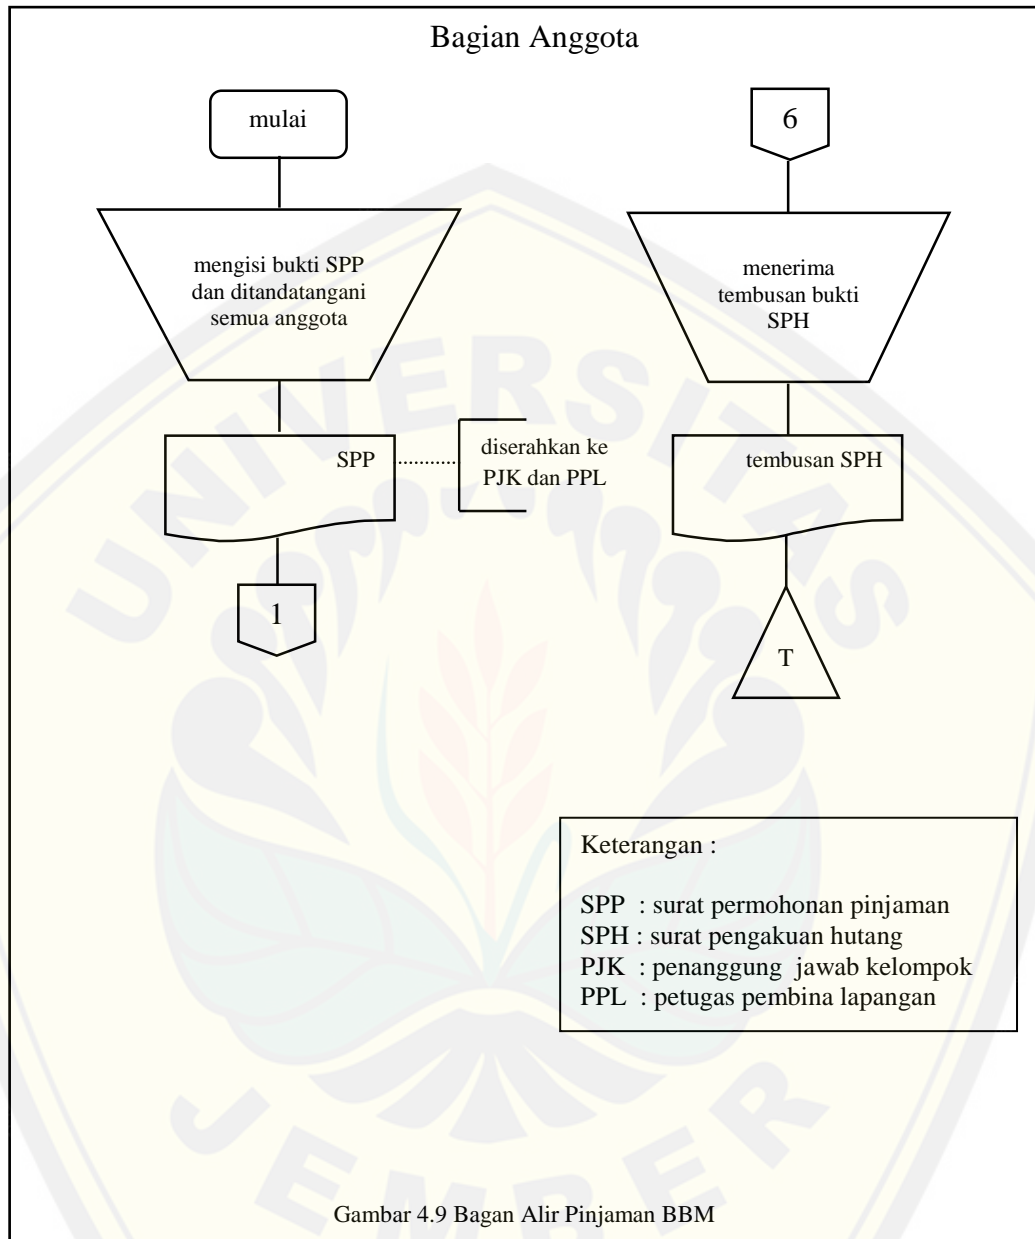 Bagian Anggota
mulai
mengisi bukti SPP
dan ditandatangani
semua anggota
SPP
diserahkan ke
PJK dan PPL
1
6
menerima
tembusan bukti
SPH
tembusan SPH
T
Keterangan :
SPP : surat permohonan pinjaman
SPH : surat pengakuan hutang
PJK : penanggung jawab kelompok
PPL : petugas pembina lapangan
UNIVERSITAS
JEMBER
Gambar 4.9 Bagan Alir Pinjaman BBM